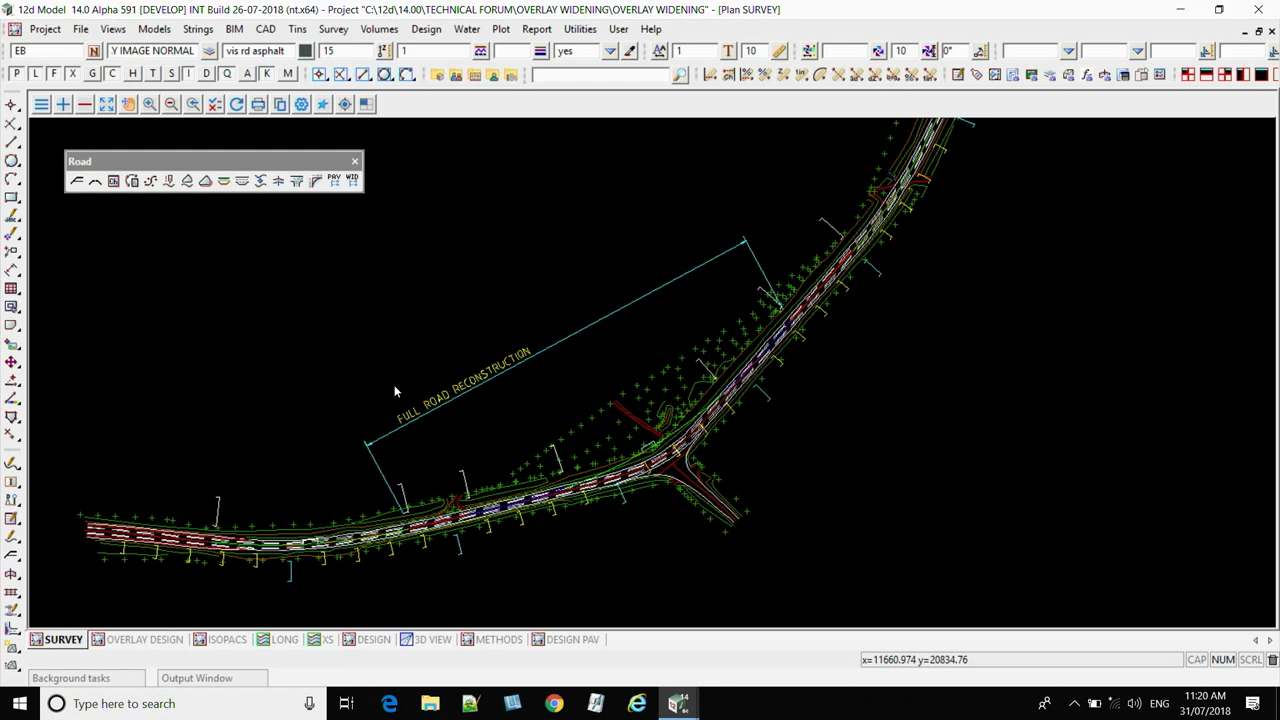 12d Model 14.0 Alpha 591 [DEVELOP] INT Build 26-07-2018 (nt.x64) - Project "C:\12d\14.00\TECHNICAL FORUM\OVERLAY WIDENING\OVERLAY WIDENING" - [Plan SURVEY]
Project File Views Models Strings BIM CAD Tins Survey Volumes Design Water Plot Report Utilities User Help
EB N Y IMAGE NORMAL vis rd asphalt 15 1 yes 1 T 10 10 0°
P L F X G C H T S I D Q A K M
Road
PAV WID
FULL ROAD RECONSTRUCTION
SURVEY OVERLAY DESIGN ISOPACS LONG XS DESIGN 3D VIEW METHODS DESIGN PAV
x=11660.974 y=20834.76 CAP NUM SCRL
Background tasks Output Window
Type here to search
14
ENG
11:20 AM
31/07/2018